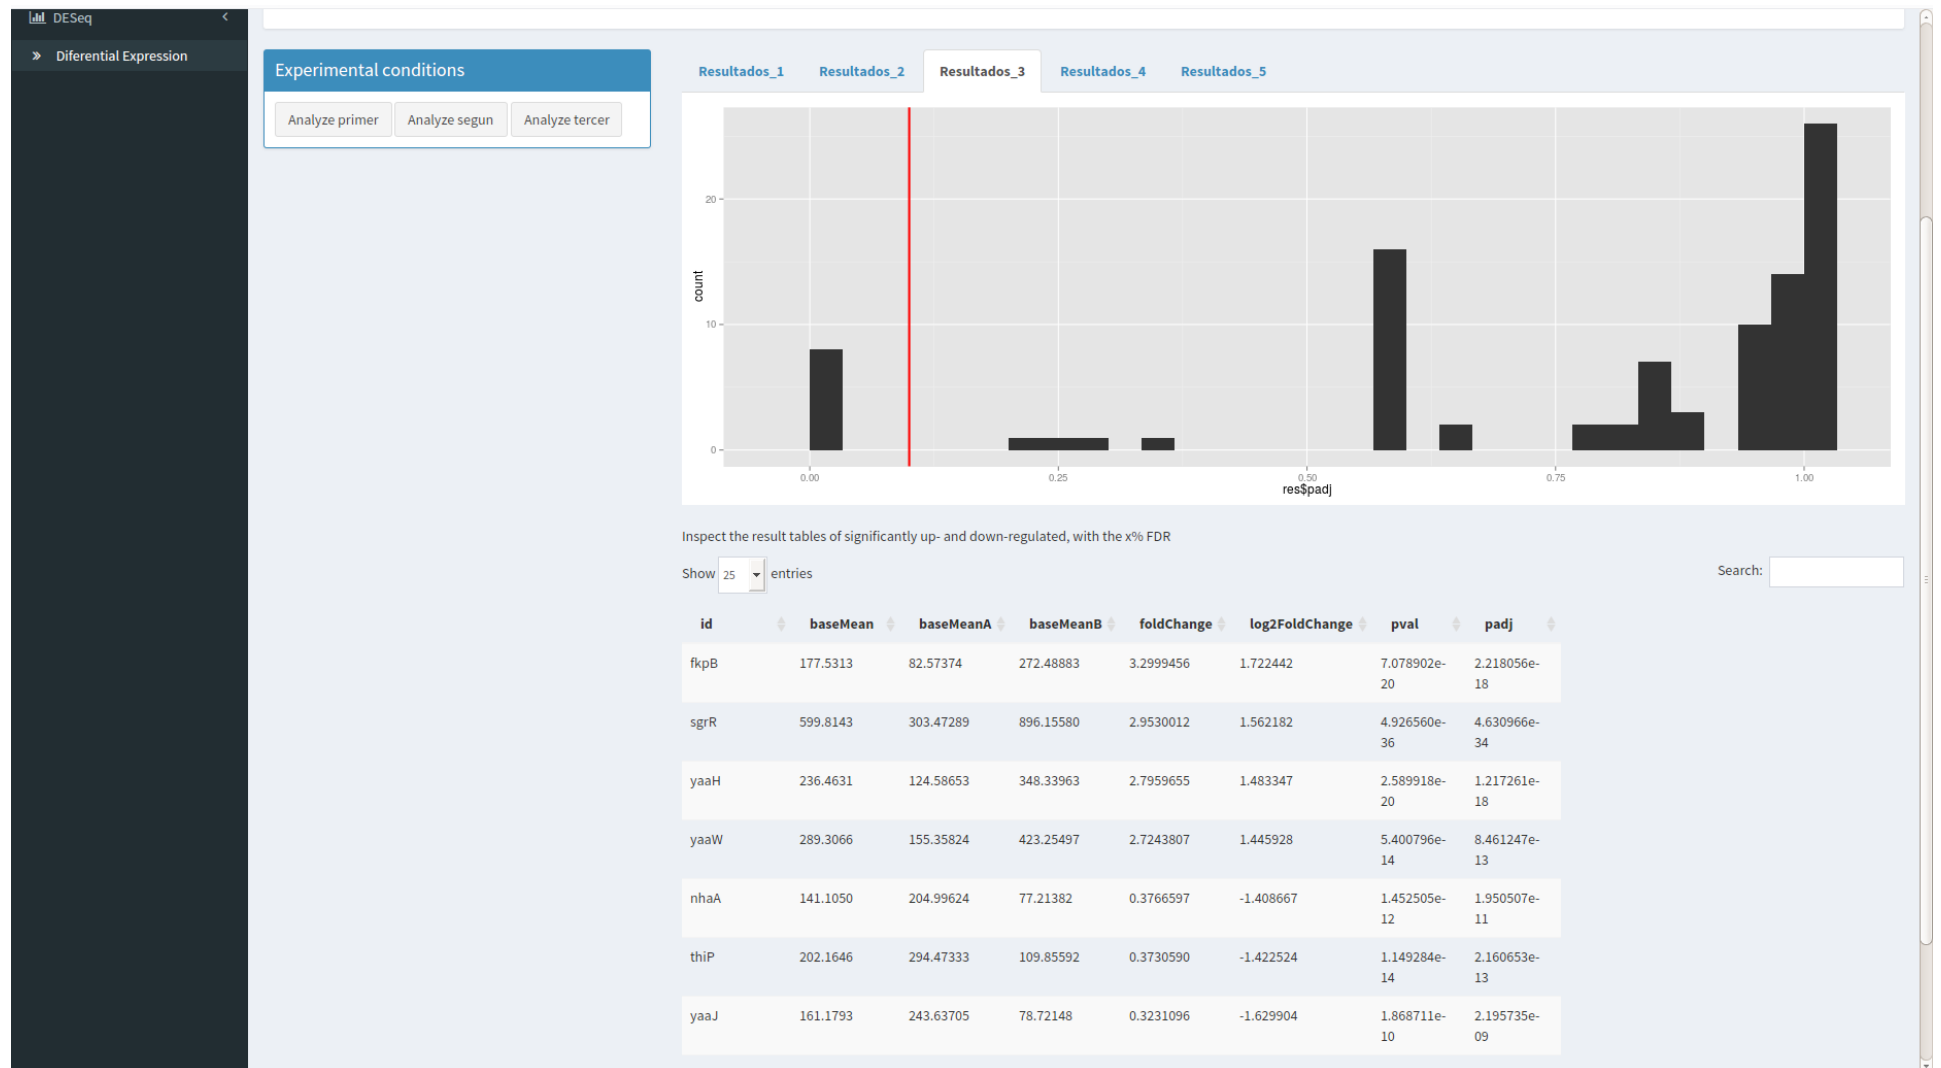 DESeq
Diferential Expression
Experimental conditions
Analyze primer Analyze segun Analyze tercer
Resultados_1 Resultados_2 Resultados_3 Resultados_4 Resultados_5
20
10
0
count
0.00 0.25 0.50 0.75 1.00
res$padj
Inspect the result tables of significantly up- and down-regulated, with the x% FDR
Show 25 entries Search:
id baseMean baseMeanA baseMeanB foldChange log2FoldChange pval padj
fkpB 177.5313 82.57374 272.48883 3.2999456 1.722442 7.078902e- 2.218056e-
20 18
sgrR 599.8143 303.47289 896.15580 2.9530012 1.562182 4.926560e- 4.630966e-
36 34
yaaH 236.4631 124.58653 348.33963 2.7959655 1.483347 2.589918e- 1.217261e-
20 18
yaaW 289.3066 155.35824 423.25497 2.7243807 1.445928 5.400796e- 8.461247e-
14 13
nhaA 141.1050 204.99624 77.21382 0.3766597 -1.408667 1.452505e- 1.950507e-
12 11
thiP 202.1646 294.47333 109.85592 0.3730590 -1.422524 1.149284e- 2.160653e-
14 13
yaaJ 161.1793 243.63705 78.72148 0.3231096 -1.629904 1.868711e- 2.195735e-
10 09